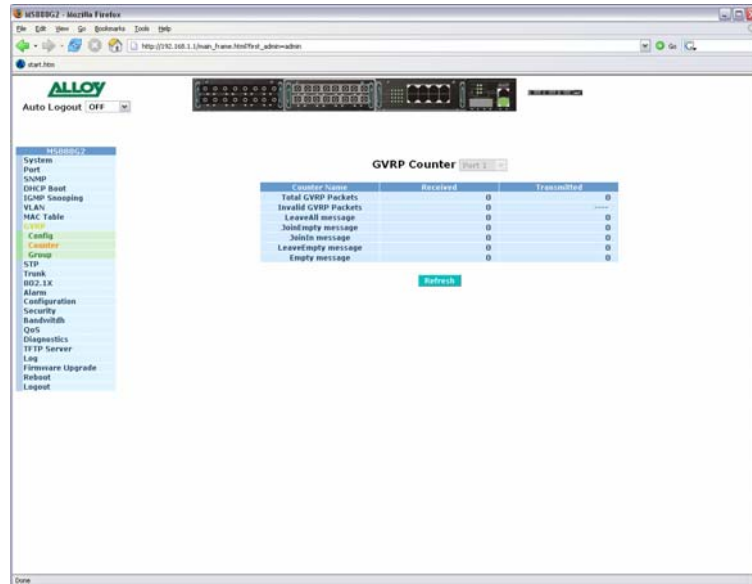 MS888G2 - Mozilla Firefox
File Edit View Go Bookmarks Tools Help
http://192.168.1.1/main_frame.html?first_admin=admin
Go
start.htm
ALLOY
Auto Logout OFF
MS888G2
System
Port
SNMP
DHCP Boot
IGMP Snooping
VLAN
MAC Table
GVRP
Config
Counter
Group
STP
Trunk
802.1X
Alarm
Configuration
Security
Bandwitdh
QoS
Diagnostics
TFTP Server
Log
Firmware Upgrade
Reboot
Logout
GVRP Counter Port 1
Counter Name Received Transmitted
Total GVRP Packets 0 0
Invalid GVRP Packets 0 ----
LeaveAll message 0 0
JoinEmpty message 0 0
JoinIn message 0 0
LeaveEmpty message 0 0
Empty message 0 0
Refresh
Done